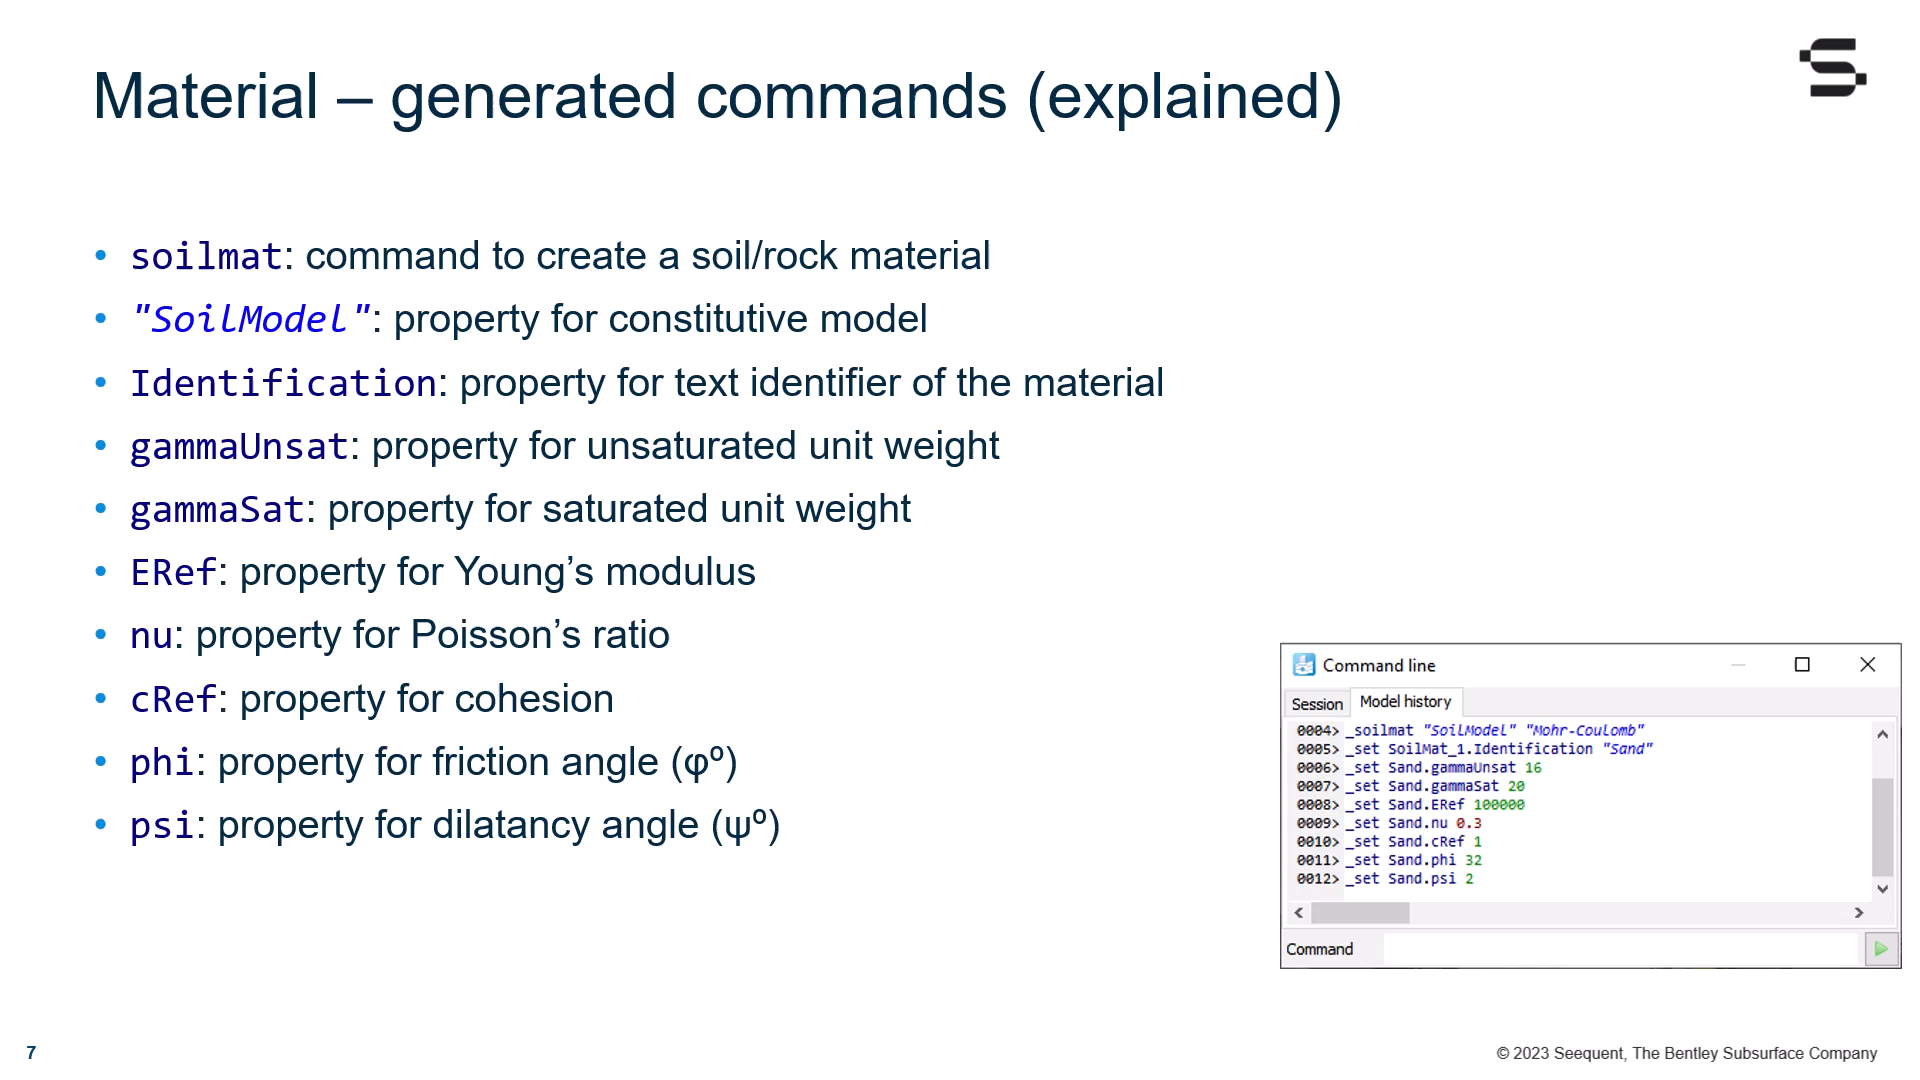 Material – generated commands (explained)
• soilmat: command to create a soil/rock material
• "SoilModel": property for constitutive model
• Identification: property for text identifier of the material
• gammaUnsat: property for unsaturated unit weight
• gammaSat: property for saturated unit weight
• ERef: property for Young’s modulus
• nu: property for Poisson’s ratio
• cRef: property for cohesion
• phi: property for friction angle (φº)
• psi: property for dilatancy angle (ψº)
Command line
Session Model history
0004> _soilmat "SoilModel" "Mohr-Coulomb"
0005> _set SoilMat_1.Identification "Sand"
0006> _set Sand.gammaUnsat 16
0007> _set Sand.gammaSat 20
0008> _set Sand.ERef 100000
0009> _set Sand.nu 0.3
0010> _set Sand.cRef 1
0011> _set Sand.phi 32
0012> _set Sand.psi 2
Command
7
© 2023 Seequent, The Bentley Subsurface Company